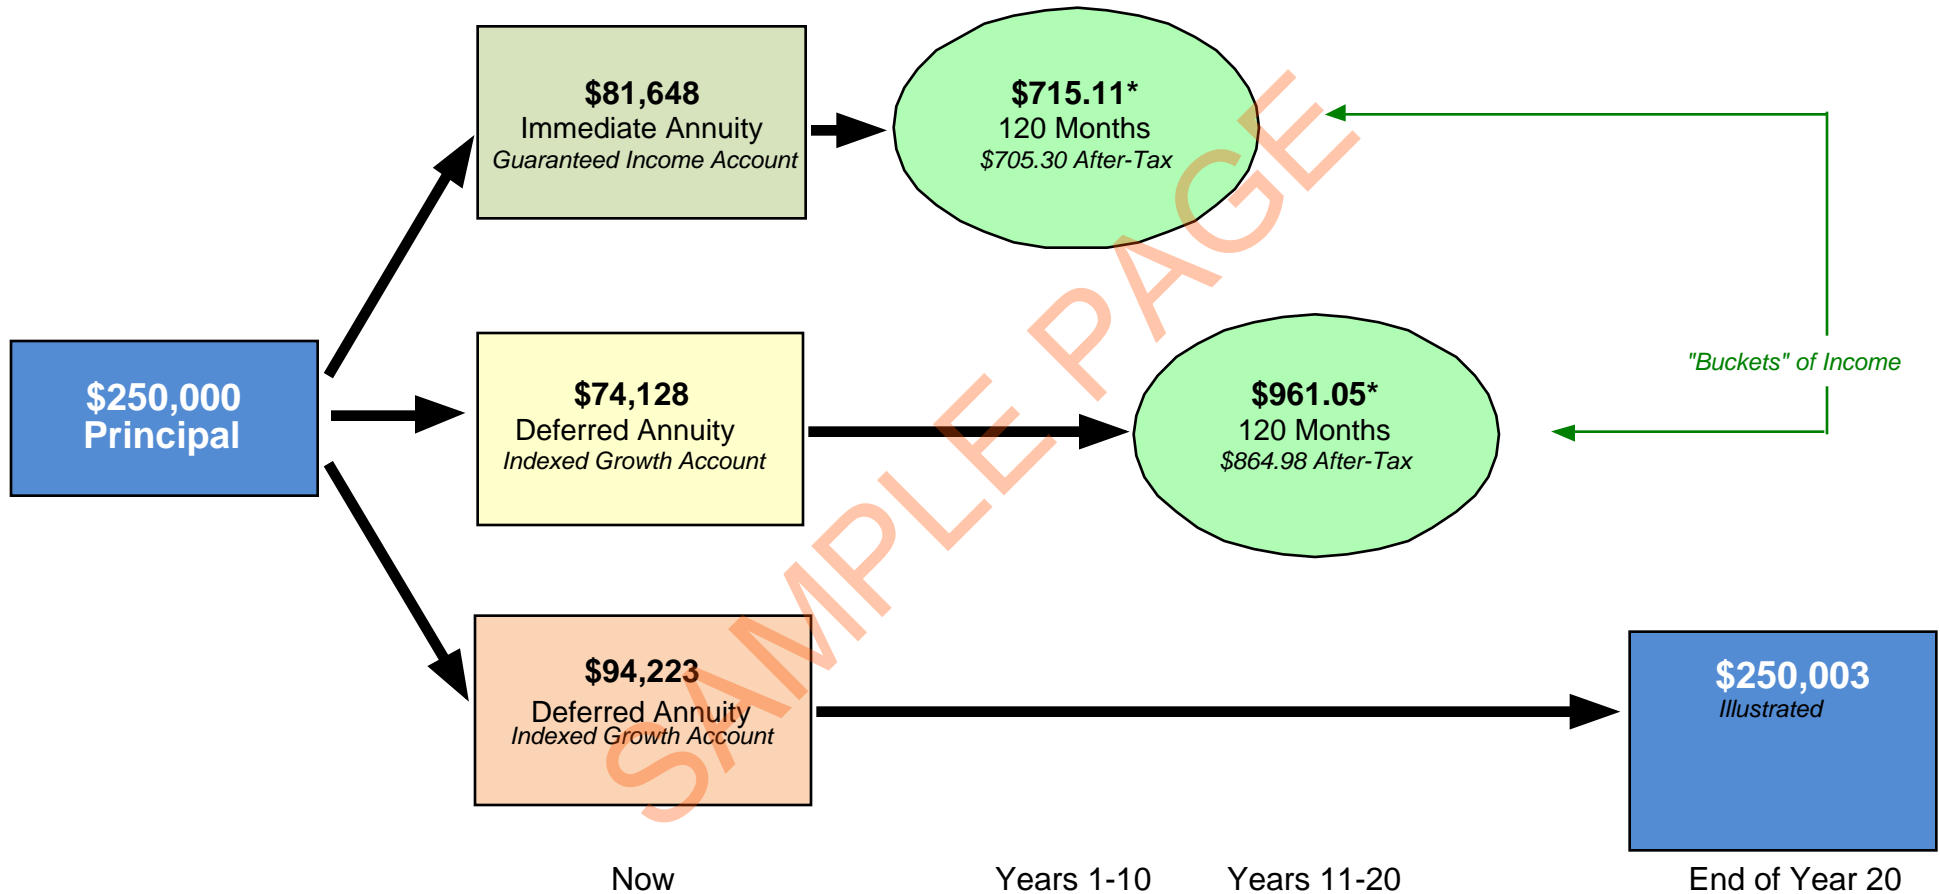 $81,648
Immediate Annuity
Guaranteed Income Account
$715.11*
120 Months
$705.30 After-Tax
$250,000
Principal
$74,128
Deferred Annuity
Indexed Growth Account
$961.05*
120 Months
$864.98 After-Tax
"Buckets" of Income
$94,223
Deferred Annuity
Indexed Growth Account
$250,003
Illustrated
SAMPLE PAGE
Now
Years 1-10
Years 11-20
End of Year 20